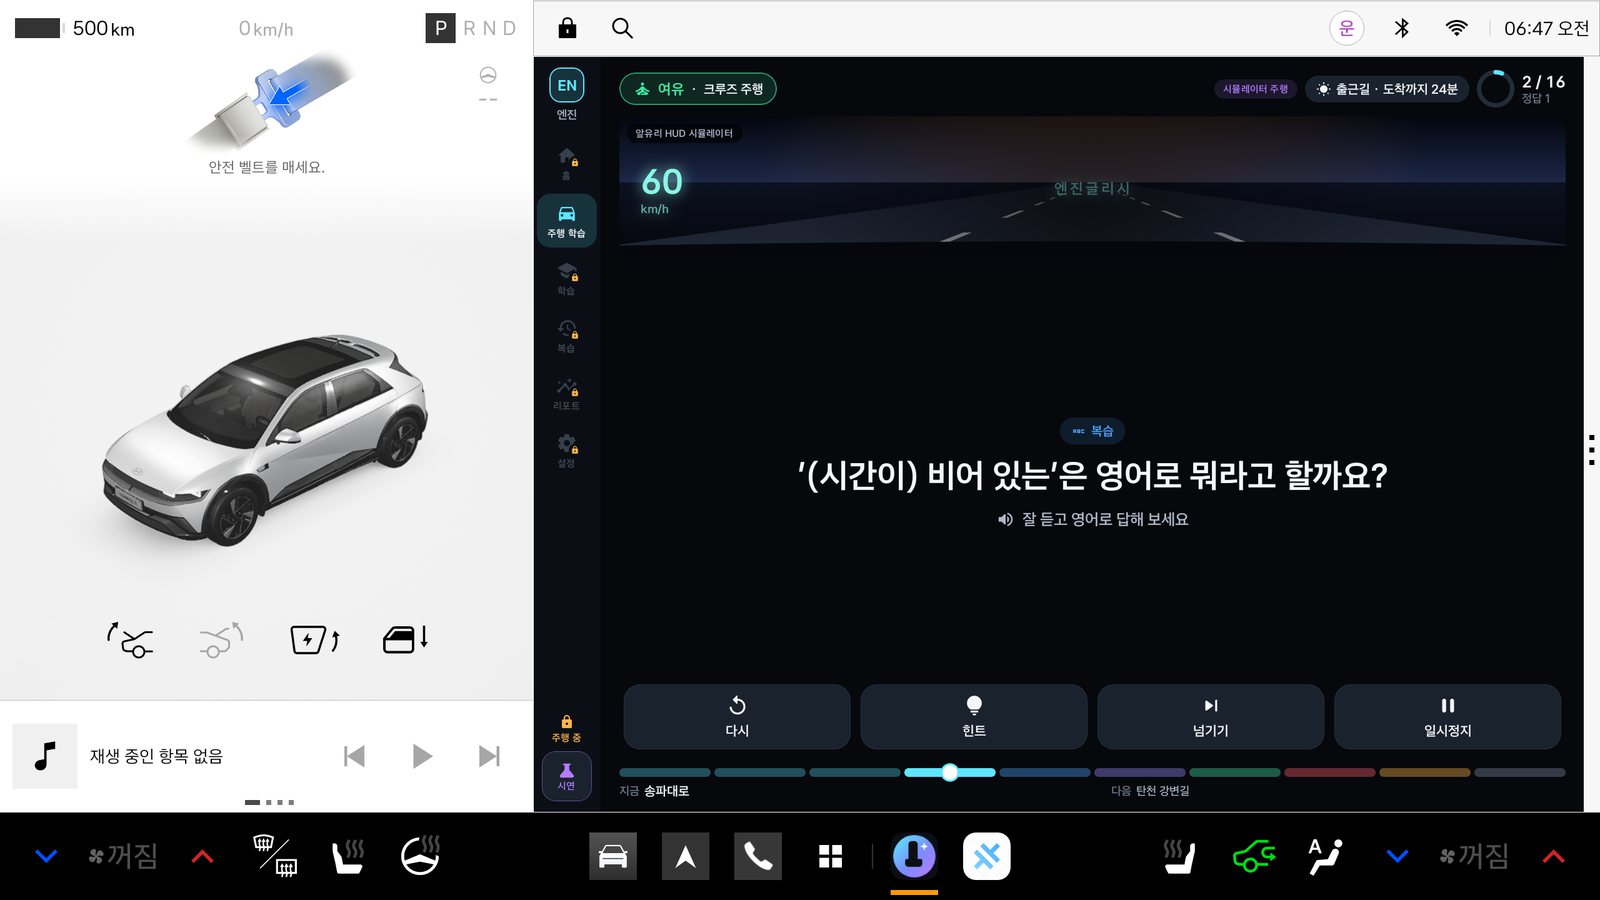 500 km
0 km/h
P R N D
안전 벨트를 매세요.
재생 중인 항목 없음
운
06:47 오전
EN
엔진
홈
주행 학습
학습
복습
리포트
설정
주행 중
시연
여유 · 크루즈 주행
시뮬레이터 주행
출근길 · 도착까지 24분
2 / 16
정답 1
앞유리 HUD 시뮬레이터
60
km/h
엔진글리시
ABC 복습
'(시간이) 비어 있는'은 영어로 뭐라고 할까요?
잘 듣고 영어로 답해 보세요
다시
힌트
넘기기
일시정지
지금 송파대로
다음 탄천 강변길
꺼짐
A
꺼짐